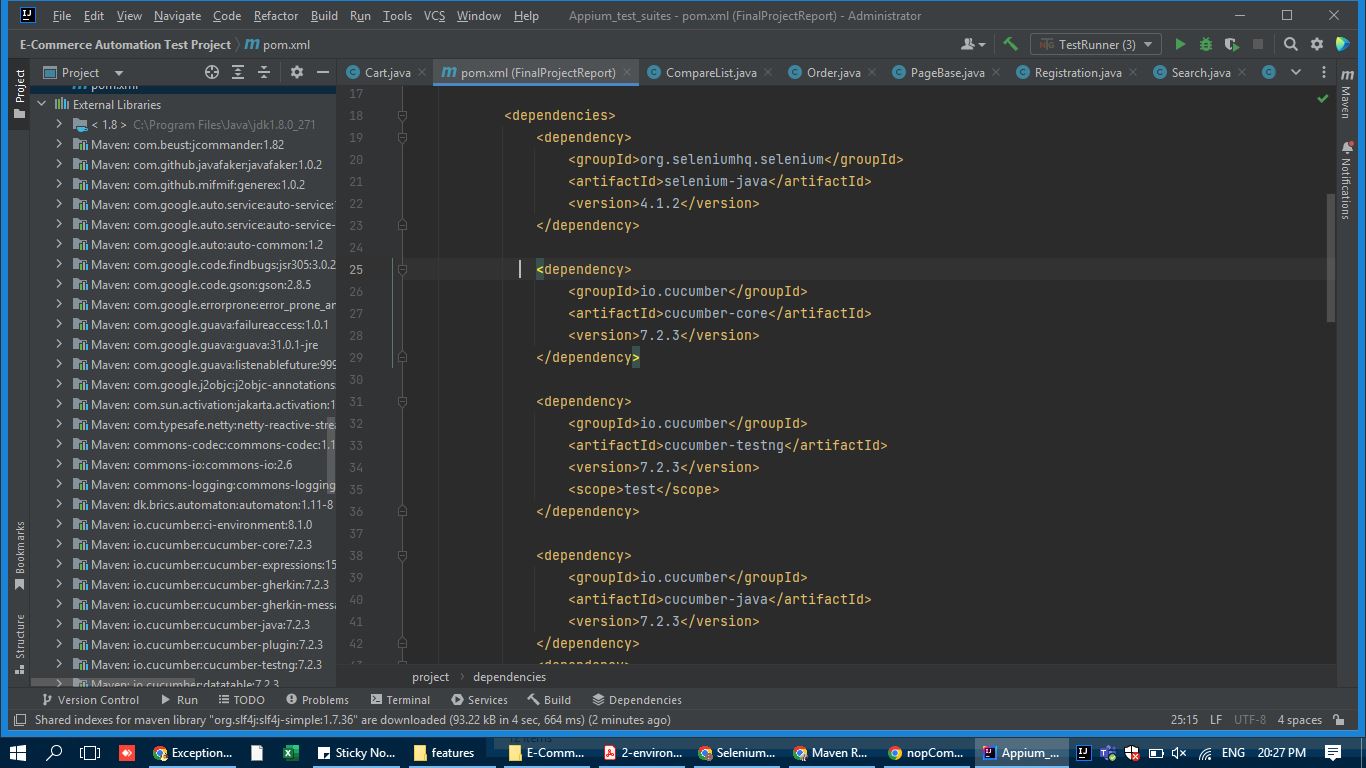 File Edit View Navigate Code Refactor Build Run Tools VCS Window Help Appium_test_suites - pom.xml (FinalProjectReport) - Administrator
E-Commerce Automation Test Project pom.xml TestRunner (3)
Project Cart.java pom.xml (FinalProjectReport) CompareList.java Order.java PageBase.java Registration.java Search.java
Project
Bookmarks
Structure
Maven
Notifications
pom.xml
External Libraries
< 1.8 > C:\Program Files\Java\jdk1.8.0_271
Maven: com.beust:jcommander:1.82
Maven: com.github.javafaker:javafaker:1.0.2
Maven: com.github.mifmif:generex:1.0.2
Maven: com.google.auto.service:auto-service:
Maven: com.google.auto.service:auto-service-
Maven: com.google.auto:auto-common:1.2
Maven: com.google.code.findbugs:jsr305:3.0.2
Maven: com.google.code.gson:gson:2.8.5
Maven: com.google.errorprone:error_prone_an
Maven: com.google.guava:failureaccess:1.0.1
Maven: com.google.guava:guava:31.0.1-jre
Maven: com.google.guava:listenablefuture:999
Maven: com.google.j2objc:j2objc-annotations:
Maven: com.sun.activation:jakarta.activation:1
Maven: com.typesafe.netty:netty-reactive-strea
Maven: commons-codec:commons-codec:1.1
Maven: commons-io:commons-io:2.6
Maven: commons-logging:commons-logging
Maven: dk.brics.automaton:automaton:1.11-8
Maven: io.cucumber:ci-environment:8.1.0
Maven: io.cucumber:cucumber-core:7.2.3
Maven: io.cucumber:cucumber-expressions:15
Maven: io.cucumber:cucumber-gherkin:7.2.3
Maven: io.cucumber:cucumber-gherkin-messa
Maven: io.cucumber:cucumber-java:7.2.3
Maven: io.cucumber:cucumber-plugin:7.2.3
Maven: io.cucumber:cucumber-testng:7.2.3
Maven: io.cucumber:datatable:7.2.3
17
18 <dependencies>
19 <dependency>
20 <groupId>org.seleniumhq.selenium</groupId>
21 <artifactId>selenium-java</artifactId>
22 <version>4.1.2</version>
23 </dependency>
24
25 <dependency>
26 <groupId>io.cucumber</groupId>
27 <artifactId>cucumber-core</artifactId>
28 <version>7.2.3</version>
29 </dependency>
30
31 <dependency>
32 <groupId>io.cucumber</groupId>
33 <artifactId>cucumber-testng</artifactId>
34 <version>7.2.3</version>
35 <scope>test</scope>
36 </dependency>
37
38 <dependency>
39 <groupId>io.cucumber</groupId>
40 <artifactId>cucumber-java</artifactId>
41 <version>7.2.3</version>
42 </dependency>
43 <dependency>
project dependencies
Version Control Run TODO Problems Terminal Services Build Dependencies
Shared indexes for maven library "org.slf4j:slf4j-simple:1.7.36" are downloaded (93.22 kB in 4 sec, 664 ms) (2 minutes ago) 25:15 LF UTF-8 4 spaces
Exception... Sticky No... features E-Comm... 2-environ... Selenium... Maven R... nopCom... Appium_... ENG 20:27 PM